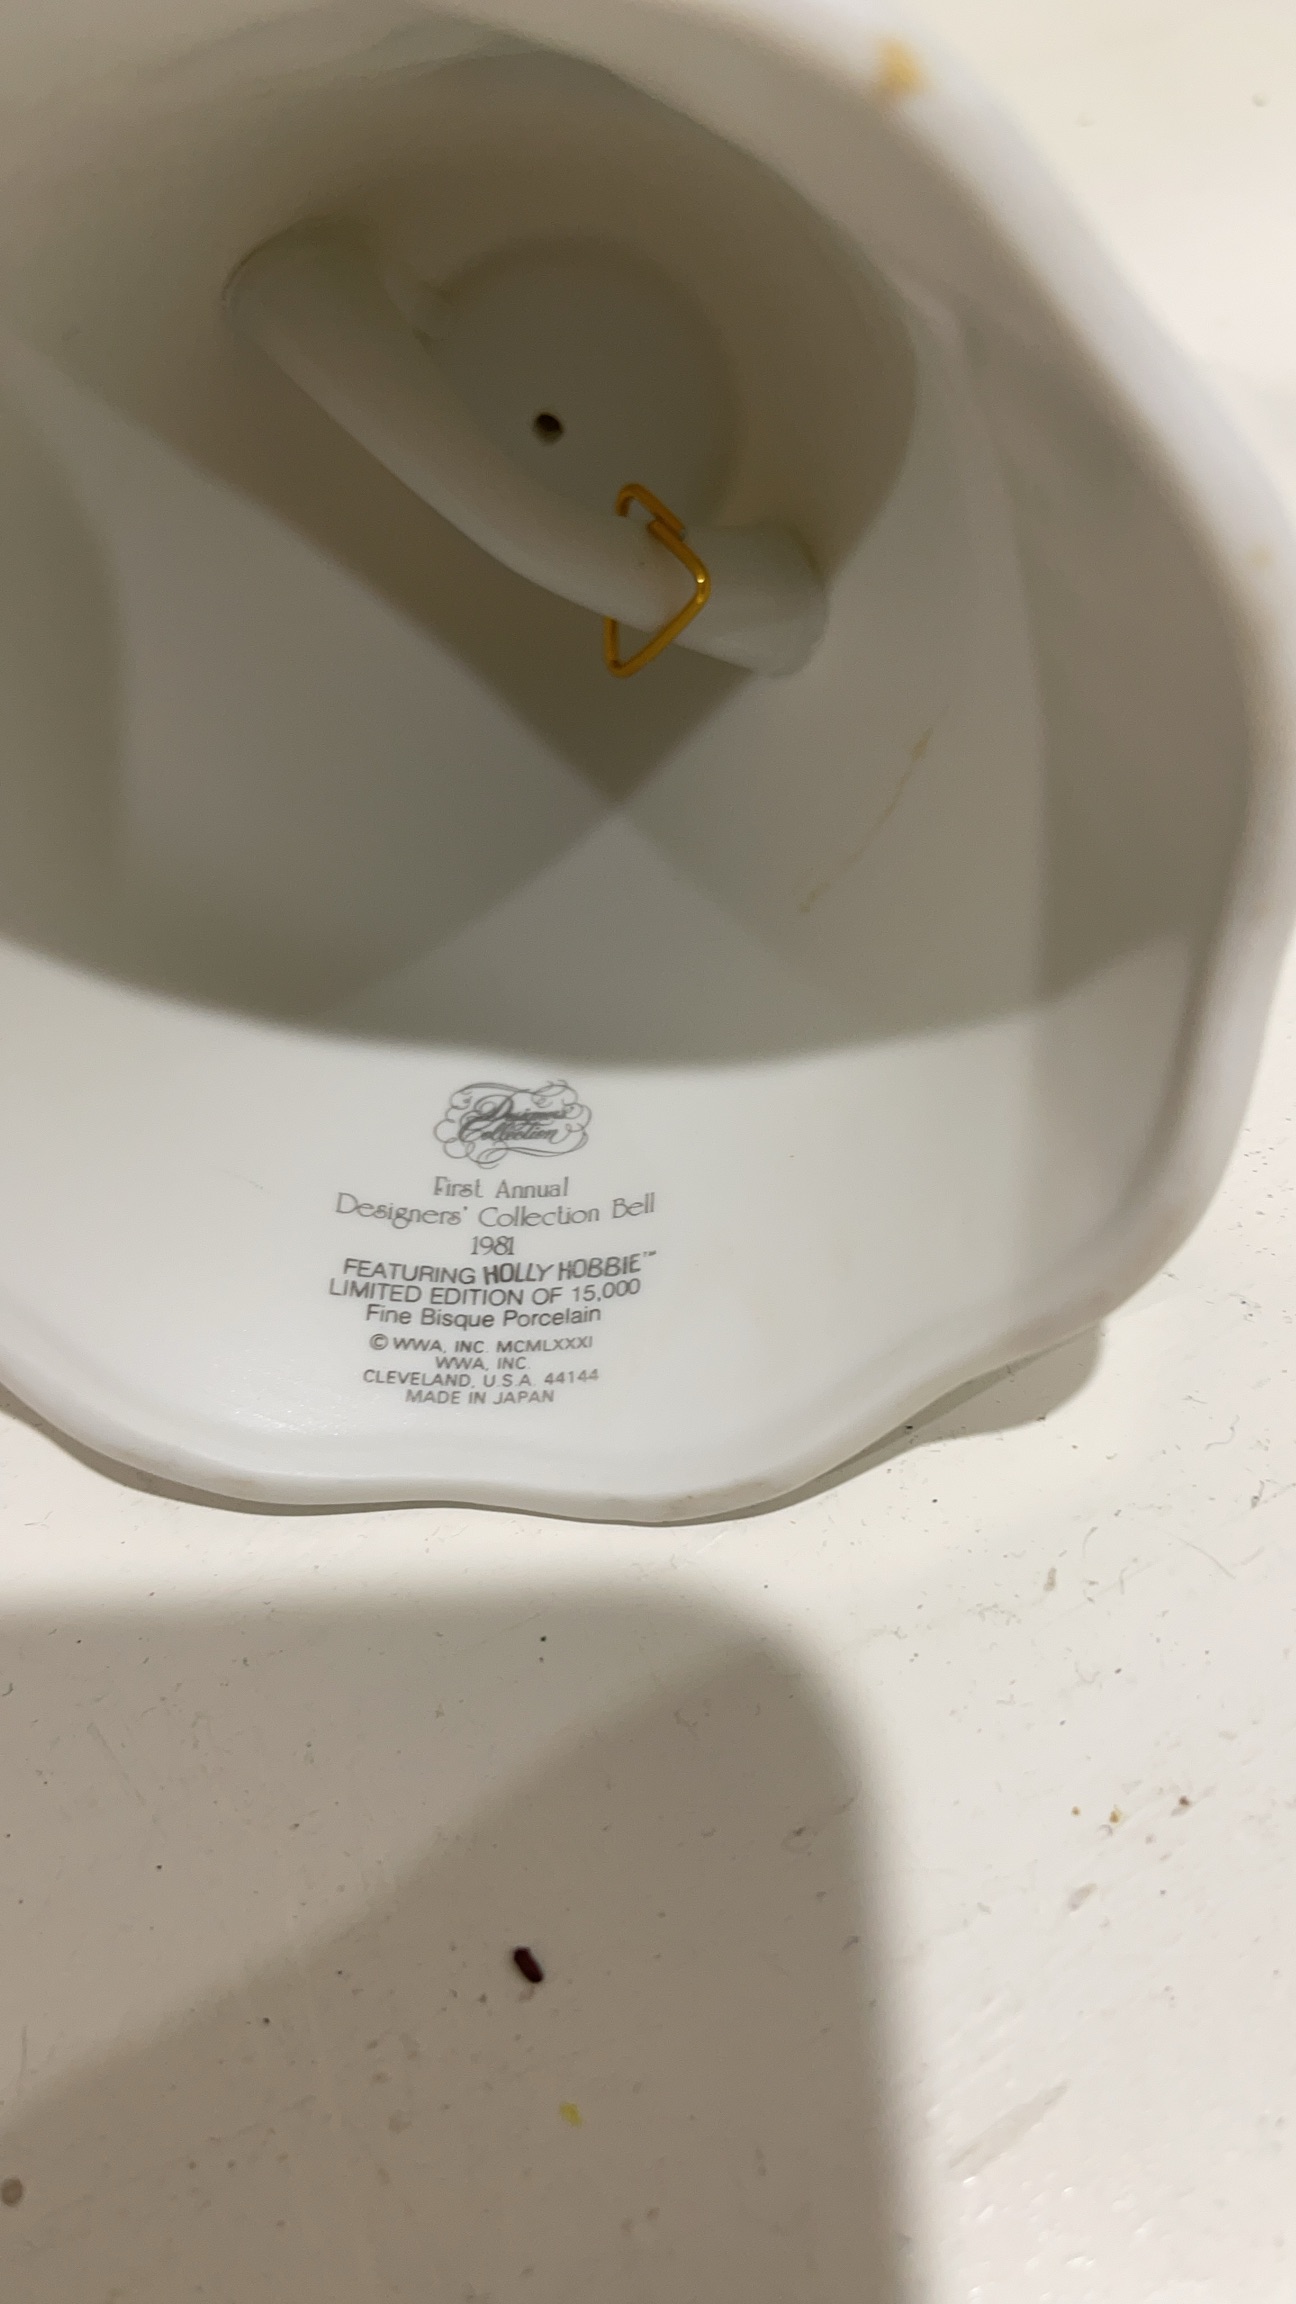 Designers'
Collection
First Annual
Designers' Collection Bell
1981
FEATURING HOLLY HOBBIE™
LIMITED EDITION OF 15,000
Fine Bisque Porcelain
© WWA, INC. MCMLXXXI
WWA, INC.
CLEVELAND, U.S.A. 44144
MADE IN JAPAN